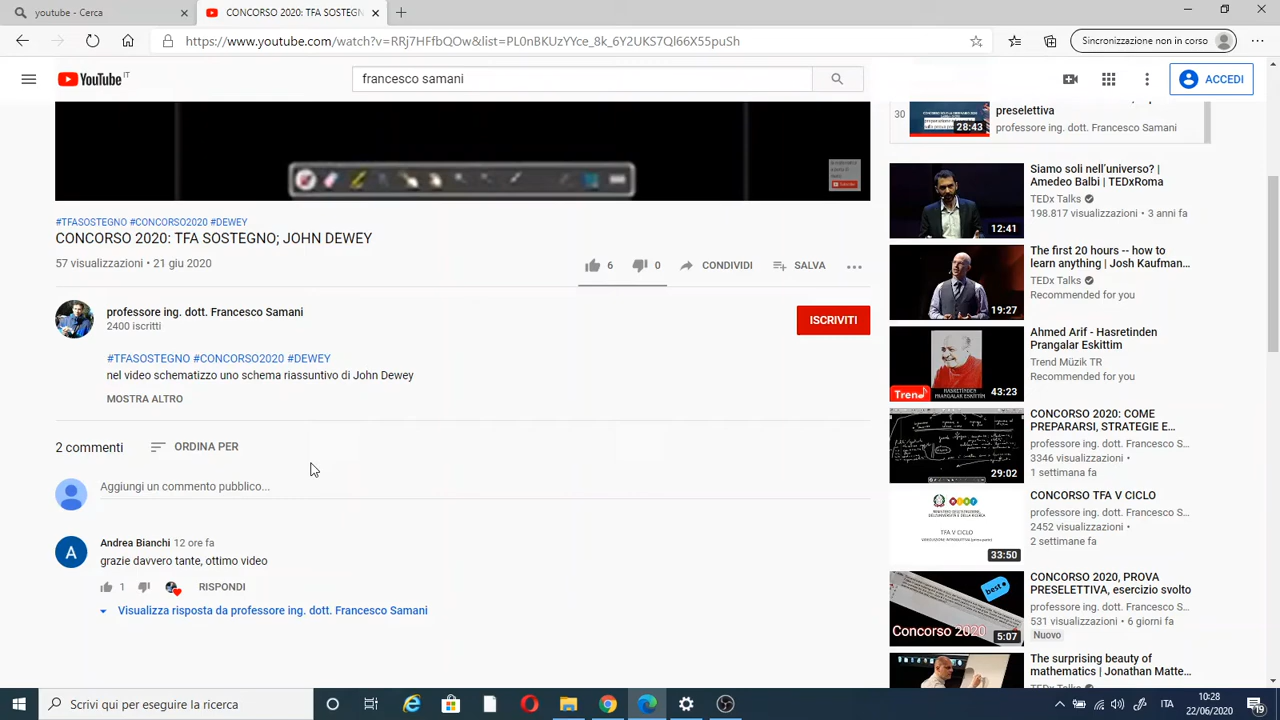 youtube - Cerca
CONCORSO 2020: TFA SOSTEGN
https://www.youtube.com/watch?v=RRj7HFfbQOw&list=PL0nBKUzYYce_8k_6Y2UKS7Ql66X55puSh
Sincronizzazione in corso
YouTube IT
francesco samani
ACCEDI
30
28:43
preselettiva
professore ing. dott. Francesco Samani
#TFASOSTEGNO #CONCORSO2020 #DEWEY
CONCORSO 2020: TFA SOSTEGNO; JOHN DEWEY
57 visualizzazioni • 21 giu 2020
6
0
CONDIVIDI
SALVA
professore ing. dott. Francesco Samani
2400 iscritti
ISCRIVITI
#TFASOSTEGNO #CONCORSO2020 #DEWEY
nel video schematizzo uno schema riassuntivo di John Dewey
MOSTRA ALTRO
2 commenti
ORDINA PER
Aggiungi un commento pubblico...
A
Andrea Bianchi 12 ore fa
grazie davvero tante, ottimo video
1
RISPONDI
Visualizza risposta da professore ing. dott. Francesco Samani
12:41
Siamo soli nell'universo? |
Amedeo Balbi | TEDxRoma
TEDx Talks
198.817 visualizzazioni • 3 anni fa
19:27
The first 20 hours -- how to
learn anything | Josh Kaufman...
TEDx Talks
Recommended for you
Trend
HASRETINDEN
PRANGALAR ESKITTIM
43:23
Ahmed Arif - Hasretinden
Prangalar Eskittim
Trend Müzik TR
Recommended for you
29:02
CONCORSO 2020: COME
PREPARARSI, STRATEGIE E...
professore ing. dott. Francesco S...
3346 visualizzazioni •
1 settimana fa
TFA V CICLO
33:50
CONCORSO TFA V CICLO
professore ing. dott. Francesco S...
2452 visualizzazioni •
2 settimane fa
best
Concorso 2020
5:07
CONCORSO 2020, PROVA
PRESELETTIVA, esercizio svolto
professore ing. dott. Francesco S...
531 visualizzazioni • 6 giorni fa
Nuovo
The surprising beauty of
mathematics | Jonathan Matte...
TEDx Talks
Scrivi qui per eseguire la ricerca
ITA
10:28
22/06/2020
19